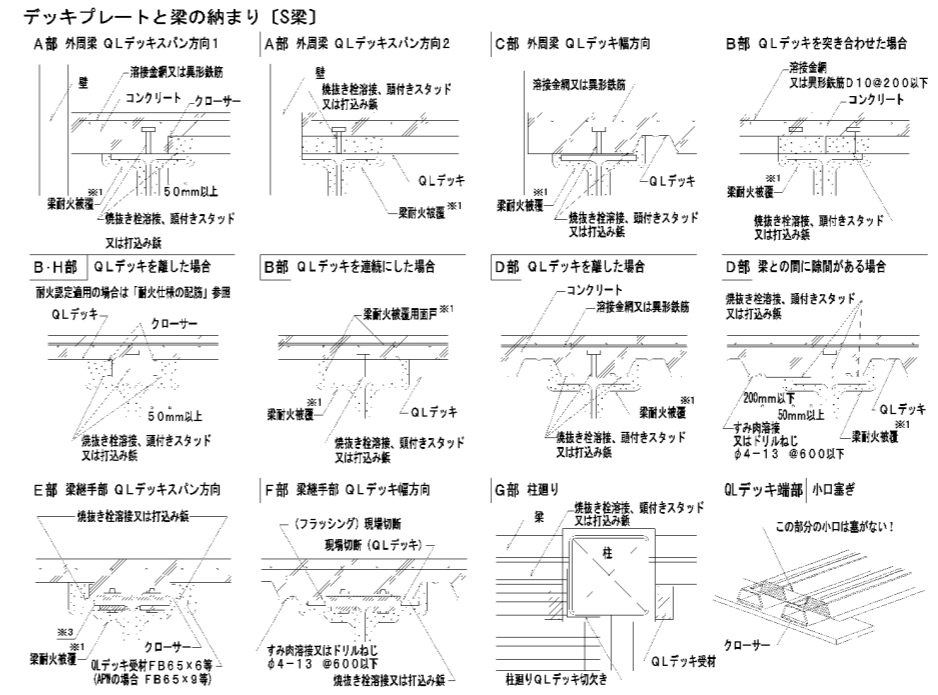 デッキプレートと梁の納まり〔S梁〕
A部 外周梁 QLデッキスパン方向1
壁
溶接金網又は異形鉄筋
コンクリート
クローサー
※1
50mm以上
梁耐火被覆
焼抜き栓溶接、頭付きスタッド
又は打込み鋲
A部 外周梁 QLデッキスパン方向2
壁
焼抜き栓溶接、頭付きスタッド
又は打込み鋲
QLデッキ
梁耐火被覆※1
C部 外周梁 QLデッキ幅方向
溶接金網又は異形鉄筋
QLデッキ
※1
梁耐火被覆
焼抜き栓溶接、頭付きスタッド
又は打込み鋲
B部 QLデッキを突き合わせた場合
溶接金網
又は異形鉄筋D10@200以下
コンクリート
※1
梁耐火被覆
焼抜き栓溶接、頭付きスタッド
又は打込み鋲
B・H部 QLデッキを離した場合
耐火認定適用の場合は「耐火仕様の配筋」参照
QLデッキ
クローサー
50mm以上
焼抜き栓溶接、頭付きスタッド
又は打込み鋲
B部 QLデッキを連続にした場合
梁耐火被覆用面戸※1
※1
梁耐火被覆
QLデッキ
焼抜き栓溶接、頭付きスタッド
又は打込み鋲
D部 QLデッキを離した場合
コンクリート
溶接金網又は異形鉄筋
※1
梁耐火被覆
QLデッキ
焼抜き栓溶接、頭付きスタッド
又は打込み鋲
D部 梁との間に隙間がある場合
焼抜き栓溶接、頭付きスタッド
又は打込み鋲
200mm以下
50mm以上
QLデッキ
※1
すみ肉溶接
又はドリルねじ
φ4-13 @600以下
梁耐火被覆
E部 梁継手部 QLデッキスパン方向
焼抜き栓溶接又は打込み鋲
※3
※1
梁耐火被覆
クローサー
QLデッキ受材FB65×6等
(APWの場合 FB65×9等)
F部 梁継手部 QLデッキ幅方向
(フラッシング)現場切断
現場切断(QLデッキ)
すみ肉溶接又はドリルねじ
φ4-13 @600以下
焼抜き栓溶接又は打込み鋲
G部 柱廻り
梁
焼抜き栓溶接、頭付きスタッド
又は打込み鋲
柱
QLデッキ受材
柱廻りQLデッキ切欠き
QLデッキ端部 小口塞ぎ
この部分の小口は塞がない!
クローサー